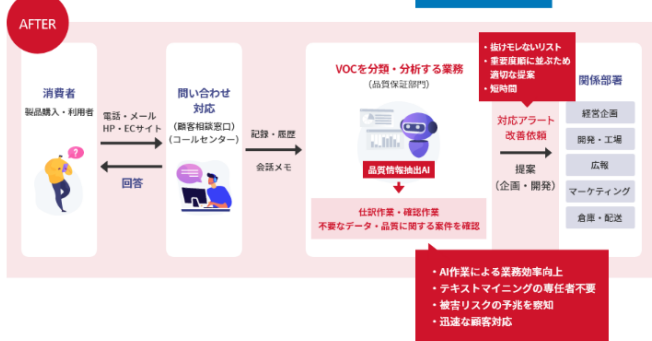 AFTER
消費者
製品購入・利用者
電話・メール
HP・ECサイト
回答
問い合わせ
対応
(顧客相談窓口)
(コールセンター)
記録・履歴
会話メモ
VOCを分類・分析する業務
(品質保証部門)
品質情報抽出AI
仕訳作業・確認作業
不要なデータ・品質に関する案件を確認
・抜けモレないリスト
・重要度順に並ぶため
適切な提案
・短時間
対応アラート
改善依頼
提案
(企画・開発)
関係部署
経営企画
開発・工場
広報
マーケティング
倉庫・配送
・AI作業による業務効率向上
・テキストマイニングの専任者不要
・被害リスクの予兆を察知
・迅速な顧客対応